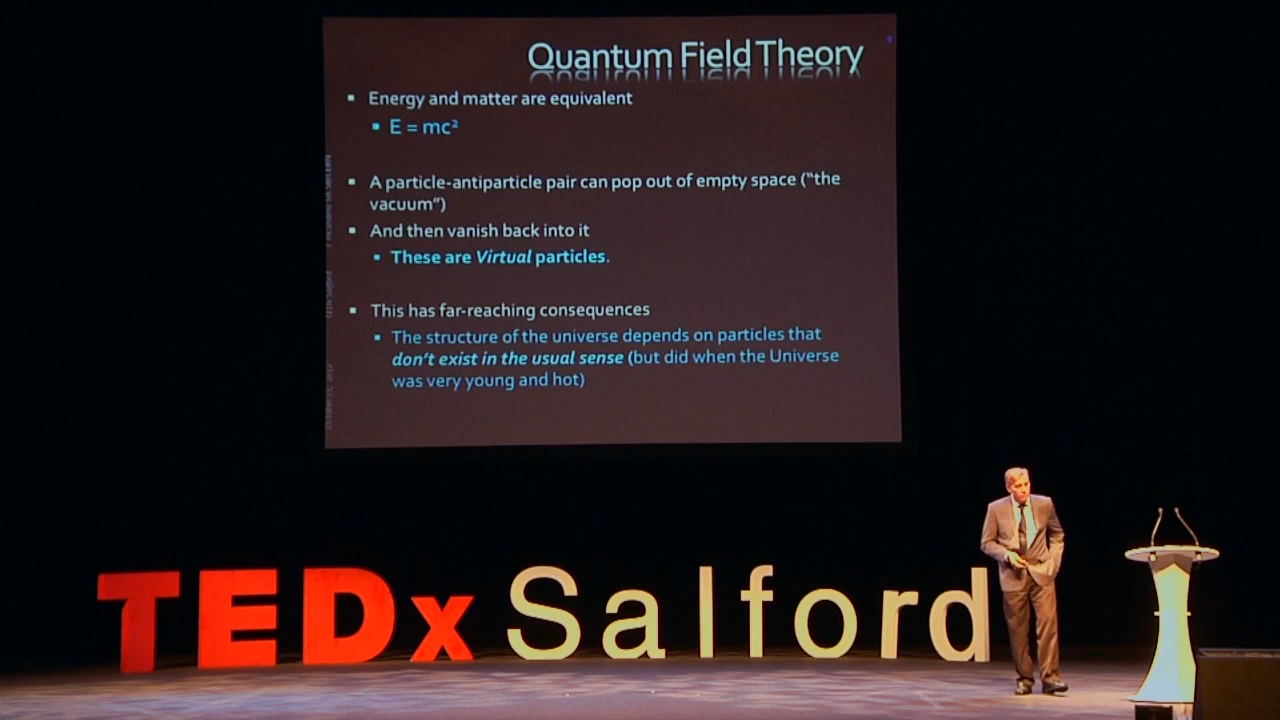 Quantum Field Theory
▪ Energy and matter are equivalent
▪ E = mc²
▪ A particle-antiparticle pair can pop out of empty space ("the
vacuum")
▪ And then vanish back into it
▪ These are Virtual particles.
▪ This has far-reaching consequences
▪ The structure of the universe depends on particles that
don't exist in the usual sense (but did when the Universe
was very young and hot)
TEDx Salford
TEDxSalford